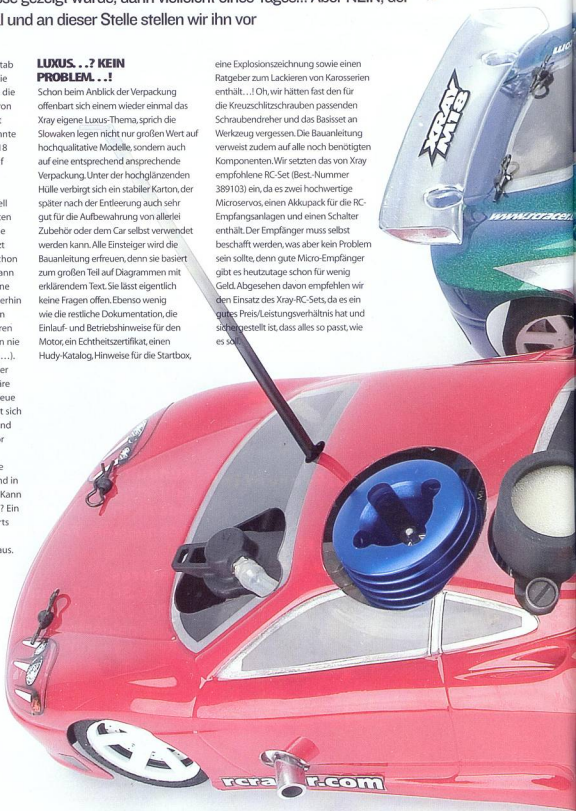 al und an dieser Stelle stellen wir ihn vor
LUXUS. . .? KEIN
PROBLEM. . .!
Schon beim Anblick der Verpackung
offenbart sich einem wieder einmal das
Xray eigene Luxus-Thema, sprich die
Slowaken legen nicht nur großen Wert auf
hochqualitative Modelle, sondern auch
auf eine entsprechend ansprechende
Verpackung. Unter der hochglänzenden
Hülle verbirgt sich ein stabiler Karton, der
später nach der Entleerung auch sehr
gut für die Aufbewahrung von allerlei
Zubehör oder dem Car selbst verwendet
werden kann. Alle Einsteiger wird die
Bauanleitung erfreuen, denn sie basiert
zum großen Teil auf Diagrammen mit
erklärendem Text. Sie lässt eigentlich
keine Fragen offen. Ebenso wenig
wie die restliche Dokumentation, die
Einlauf- und Betriebshinweise für den
Motor, ein Echtheitszertifikat, einen
Hudy-Katalog, Hinweise für die Startbox,
eine Explosionszeichnung sowie einen
Ratgeber zum Lackieren von Karosserien
enthält. . .! Oh, wir hätten fast den für
die Kreuzschlitzschrauben passenden
Schraubendreher und das Basisset an
Werkzeug vergessen. Die Bauanleitung
verweist zudem auf alle noch benötigten
Komponenten. Wir setzten das von Xray
empfohlene RC-Set (Best.-Nummer
389103) ein, da es zwei hochwertige
Microservos, einen Akkupack für die RC-
Empfangsanlagen und einen Schalter
enthält. Der Empfänger muss selbst
beschafft werden, was aber kein Problem
sein sollte, denn gute Micro-Empfänger
gibt es heutzutage schon für wenig
Geld. Abgesehen davon empfehlen wir
den Einsatz des Xray-RC-Sets, da es ein
gutes Preis/Leistungsverhältnis hat und
sichergestellt ist, dass alles so passt, wie
es soll.
XRAY
M18
www.rcracer
rcra r.com